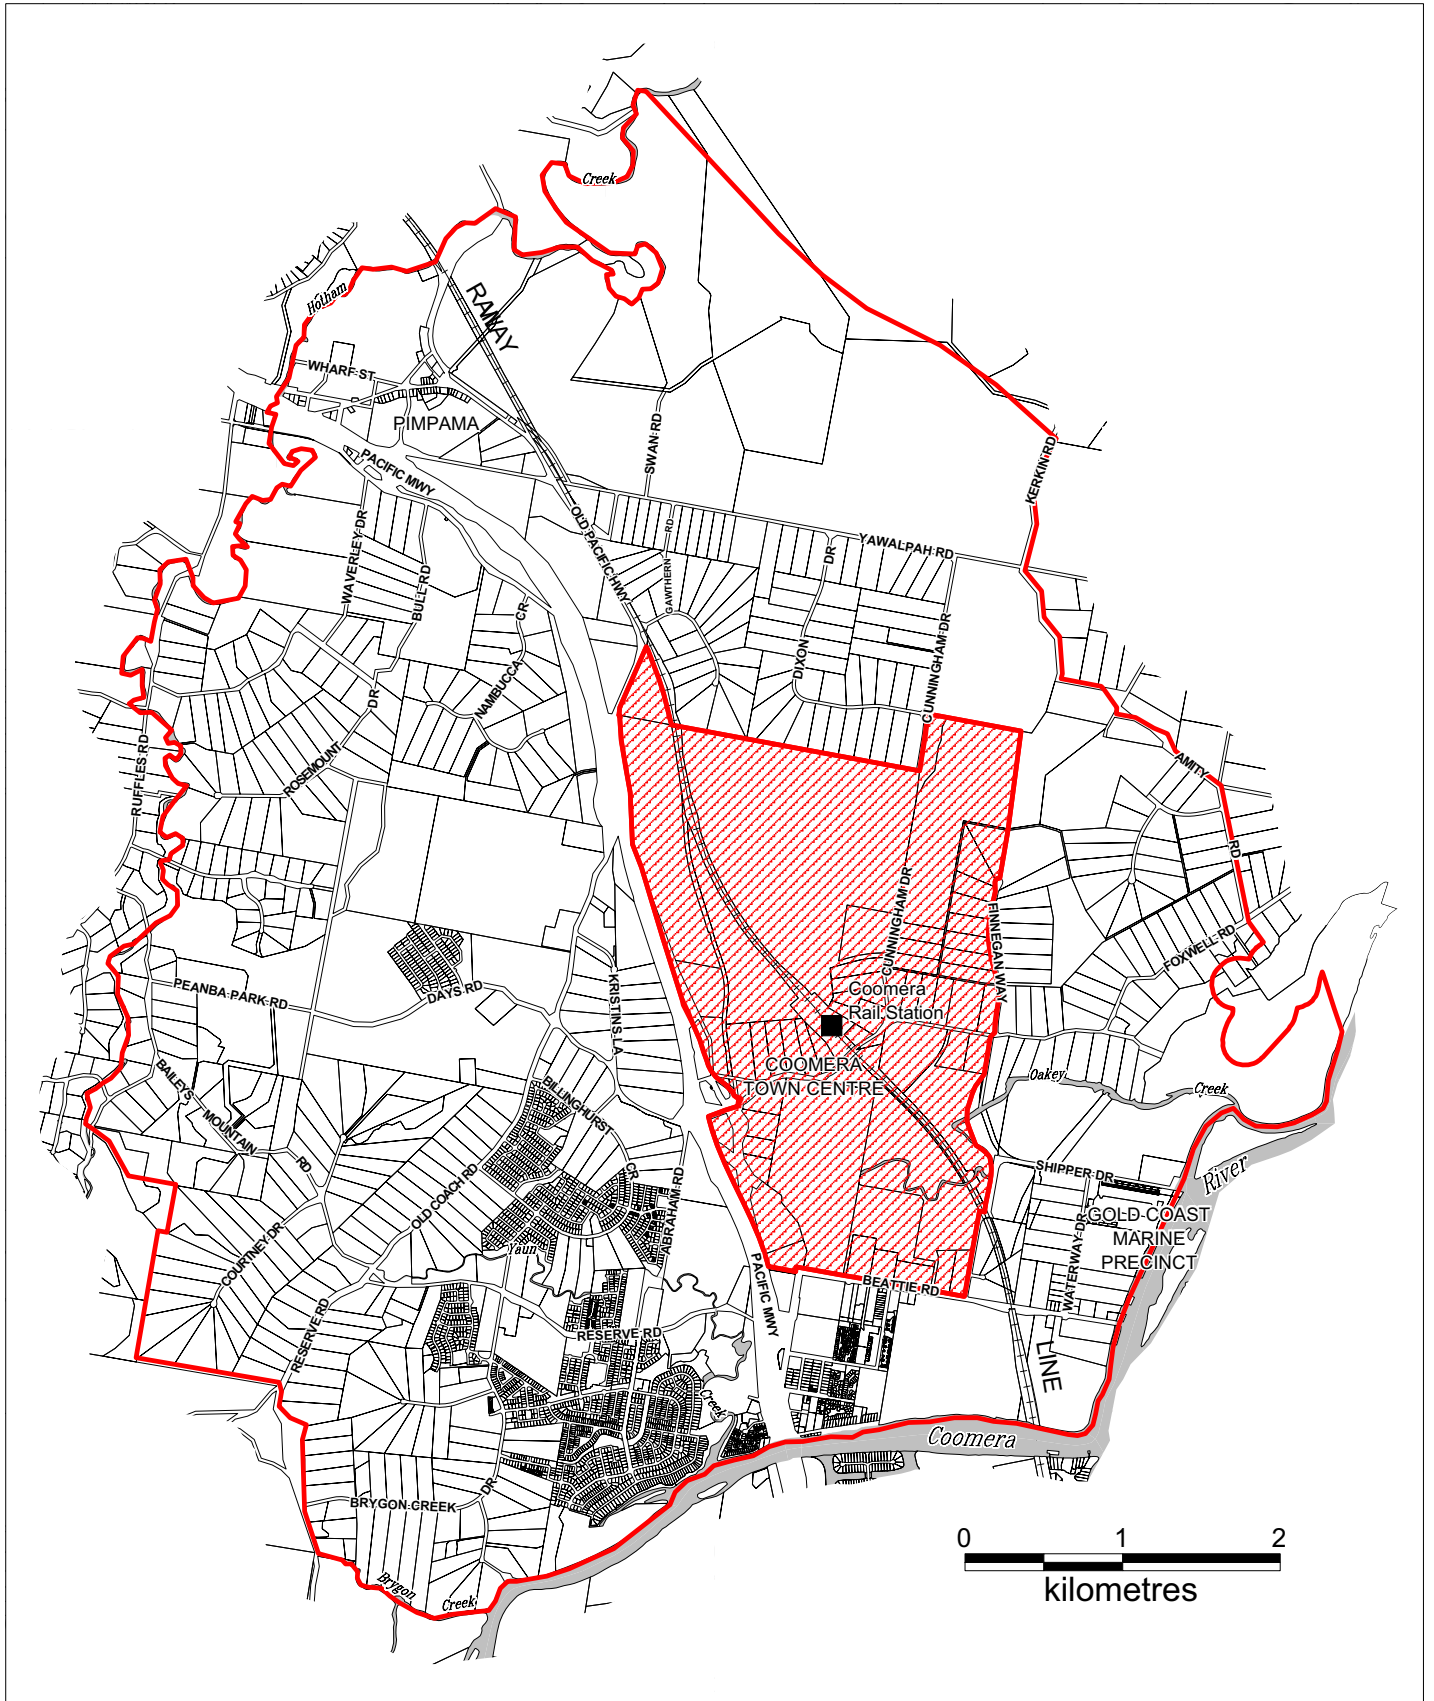 Creek
Hotham
RAWAY
WHARF ST
PIMPAMA
PACIFIC MWY
SWAN RD
KERKIN RD
OLD PACIFIC HWY
GAWTHERN RD
YAWALPAH RD
WAVERLEY DR
BULL RD
DIXON DR
CUNNINGHAM DR
NAMBUCCA CR
ROSEMOUNT DR
RUFFLES RD
AMITY RD
CUNNINGHAM DR
FINNEGAN WAY
FOXWELL RD
PEANBA PARK RD
DAYS RD
KRISTINS LA
Coomera
Rail Station
COOMERA
TOWN CENTRE
Oakey Creek
BAILEYS MOUNTAIN RD
BILLINGHURST CR
OLD COACH RD
ABRAHAM RD
SHIPPER DR
River
COURTNEY DR
Yaun
WATERWAY DR
GOLD COAST
MARINE
PRECINCT
PACIFIC MWY
BEATTIE RD
RESERVE RD
RESERVE RD
LINE
Creek
Coomera
BRYGON CREEK DR
Brygon Creek
0 1 2
kilometres